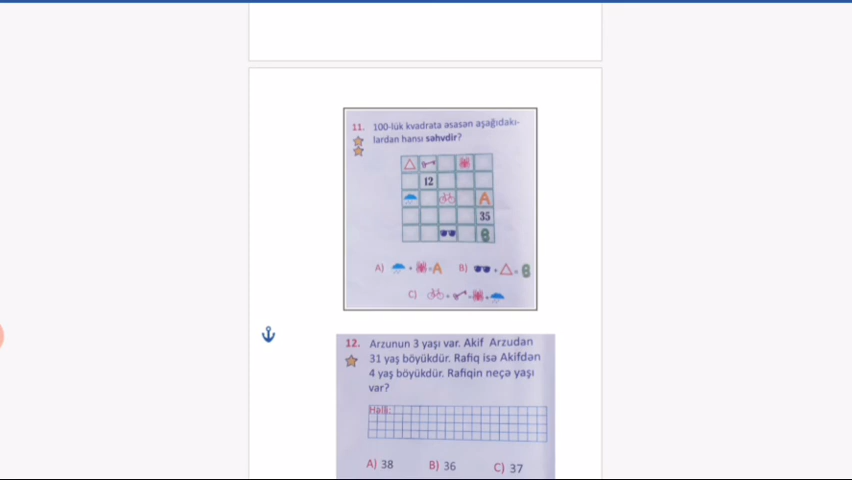 11. 100-lük kvadrata əsasən aşağıdakı-
lardan hansı səhvdir?
12
A
35
B
A) + = A B) + = B
C) + = +
12. Arzunun 3 yaşı var. Akif Arzudan
31 yaş böyükdür. Rafiq isə Akifdən
4 yaş böyükdür. Rafiqin neçə yaşı
var?
Həlli:
A) 38 B) 36 C) 37